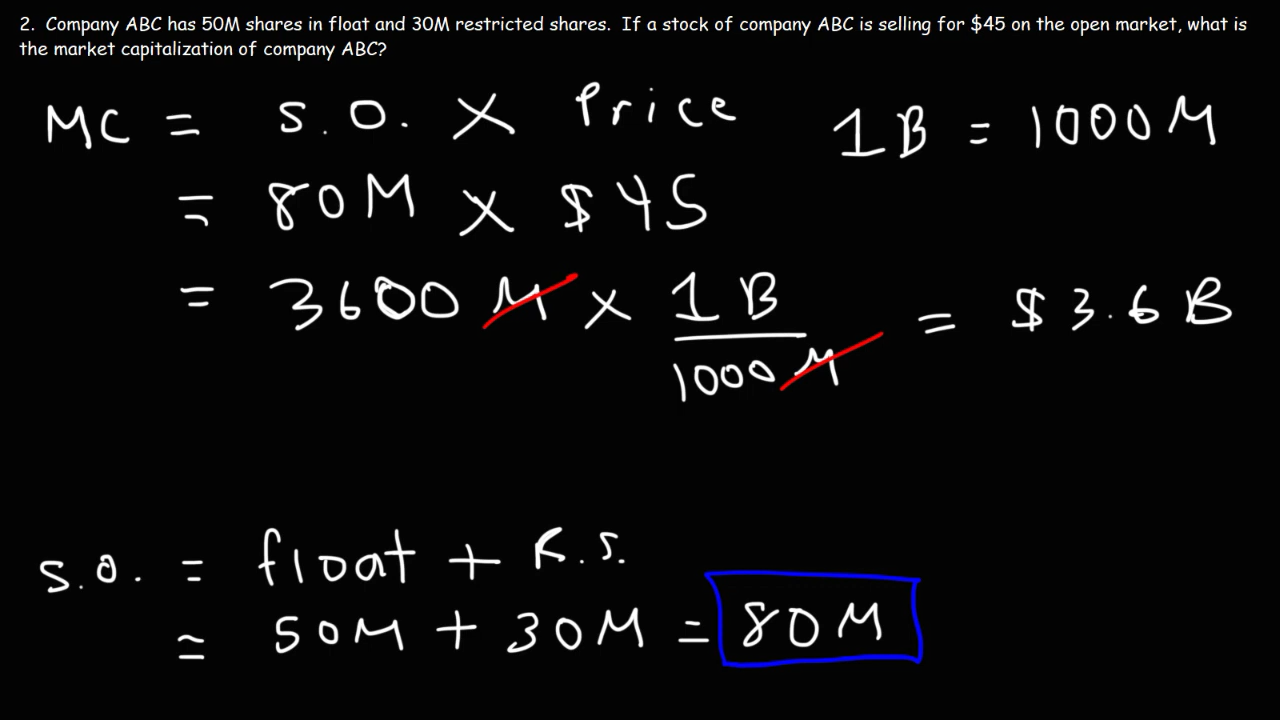 2. Company ABC has 50M shares in float and 30M restricted shares. If a stock of company ABC is selling for $45 on the open market, what is
the market capitalization of company ABC?
MC = S.O. X Price
1B = 1000M
= 80M X $45
= 3600 M X 1B / 1000 M = $3.6B
S.O. = float + R.S.
= 50M + 30M = 80M